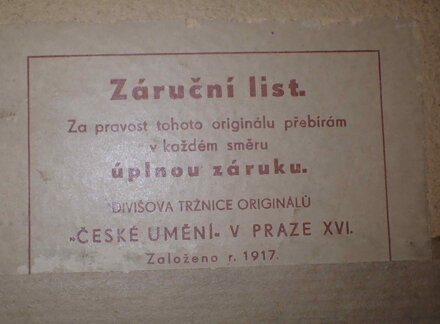 Záruční list.
Za pravost tohoto originálu přebírám
v každém směru
úplnou záruku.
DIVIŠOVA TRŽNICE ORIGINÁLŮ
„ČESKÉ UMĚNÍ“ V PRAZE XVI.
Založeno r. 1917.